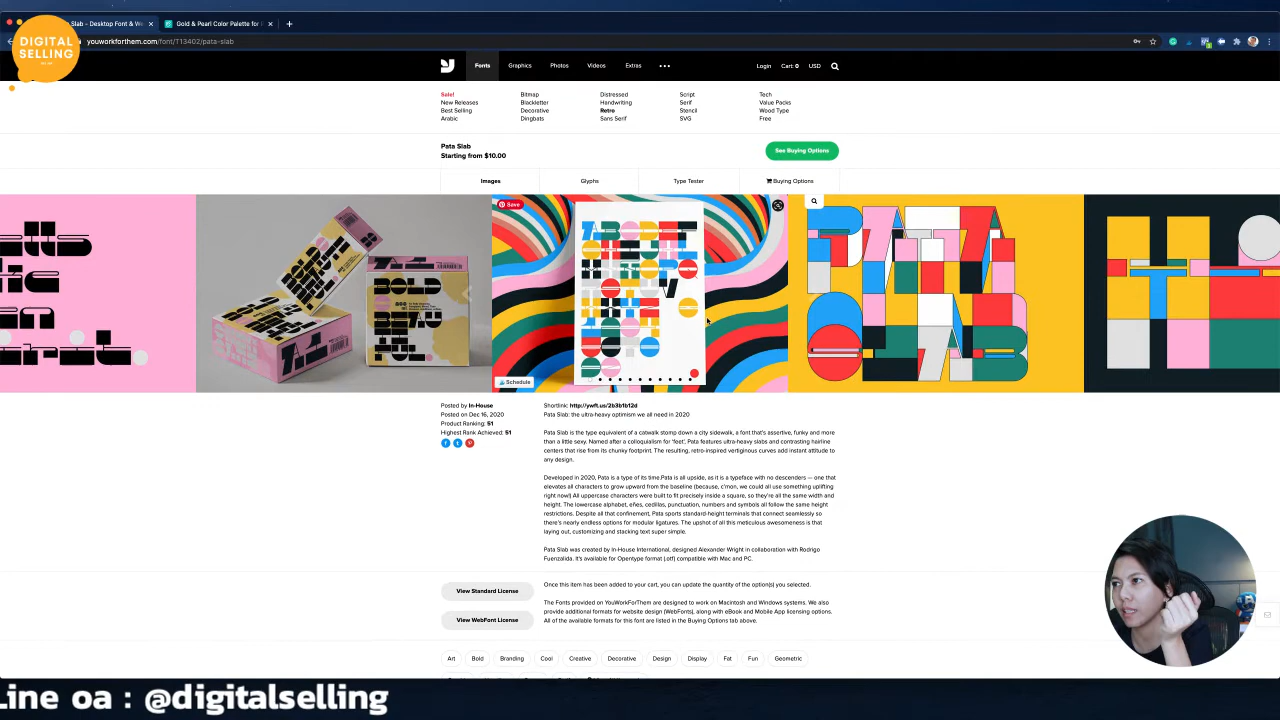 Slab - Desktop Font & We
Gold & Pearl Color Palette for
youworkforthem.com/font/T13402/pata-slab
DIGITAL
SELLING
Fonts
Graphics
Photos
Videos
Extras
Login
Cart: 0
USD
Sale!
Bitmap
Distressed
Script
Tech
New Releases
Blackletter
Handwriting
Serif
Value Packs
Best Selling
Decorative
Retro
Stencil
Wood Type
Arabic
Dingbats
Sans Serif
SVG
Free
Pata Slab
Starting from $10.00
See Buying Options
Images
Glyphs
Type Tester
Buying Options
Save
BOLD
BEAU
PATA
SLAB
Schedule
Posted by In-House
Posted on Dec 16, 2020
Product Ranking: 51
Highest Rank Achieved: 51
Shortlink: http://ywft.us/2b3b1b12d
Pata Slab: the ultra-heavy optimism we all need in 2020
Pata Slab is the type equivalent of a catwalk stomp down a city sidewalk, a font that's assertive, funky and more
than a little sexy. Named after a colloquialism for 'feet', Pata features ultra-heavy slabs and contrasting hairline
centers that rise from its chunky footprint. The resulting, retro-inspired vertiginous curves add instant attitude to
any design.
Developed in 2020, Pata is a type of its time.Pata is all upside, as it is a typeface with no descenders — one that
elevates all characters to grow upward from the baseline (because, c'mon, we could all use something uplifting
right now!) All uppercase characters were built to fit precisely inside a square, so they're all the same width and
height. The lowercase alphabet, eñes, cedillas, punctuation, numbers and symbols all follow the same height
restrictions. Despite all that confinement, Pata sports standard-height terminals that connect seamlessly so
there's nearly endless options for modular ligatures. The upshot of all this meticulous awesomeness is that
laying out, customizing and stacking text super simple.
Pata Slab was created by In-House International, designed Alexander Wright in collaboration with Rodrigo
Fuenzalida. It's available for Opentype format (.otf) compatible with Mac and PC.
View Standard License
View WebFont License
Once this item has been added to your cart, you can update the quantity of the option(s) you selected.
The Fonts provided on YouWorkForThem are designed to work on Macintosh and Windows systems. We also
provide additional formats for website design (WebFonts), along with eBook and Mobile App licensing options.
All of the available formats for this font are listed in the Buying Options tab above.
Art
Bold
Branding
Cool
Creative
Decorative
Design
Display
Fat
Fun
Geometric
Line oa : @digitalselling